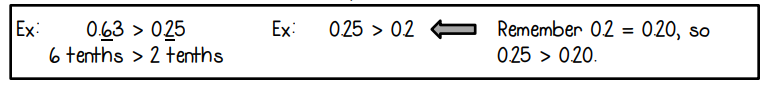 Ex: 0.63 > 0.25 Ex: 0.25 > 0.2 Remember 0.2 = 0.20, so
6 tenths > 2 tenths 0.25 > 0.20.